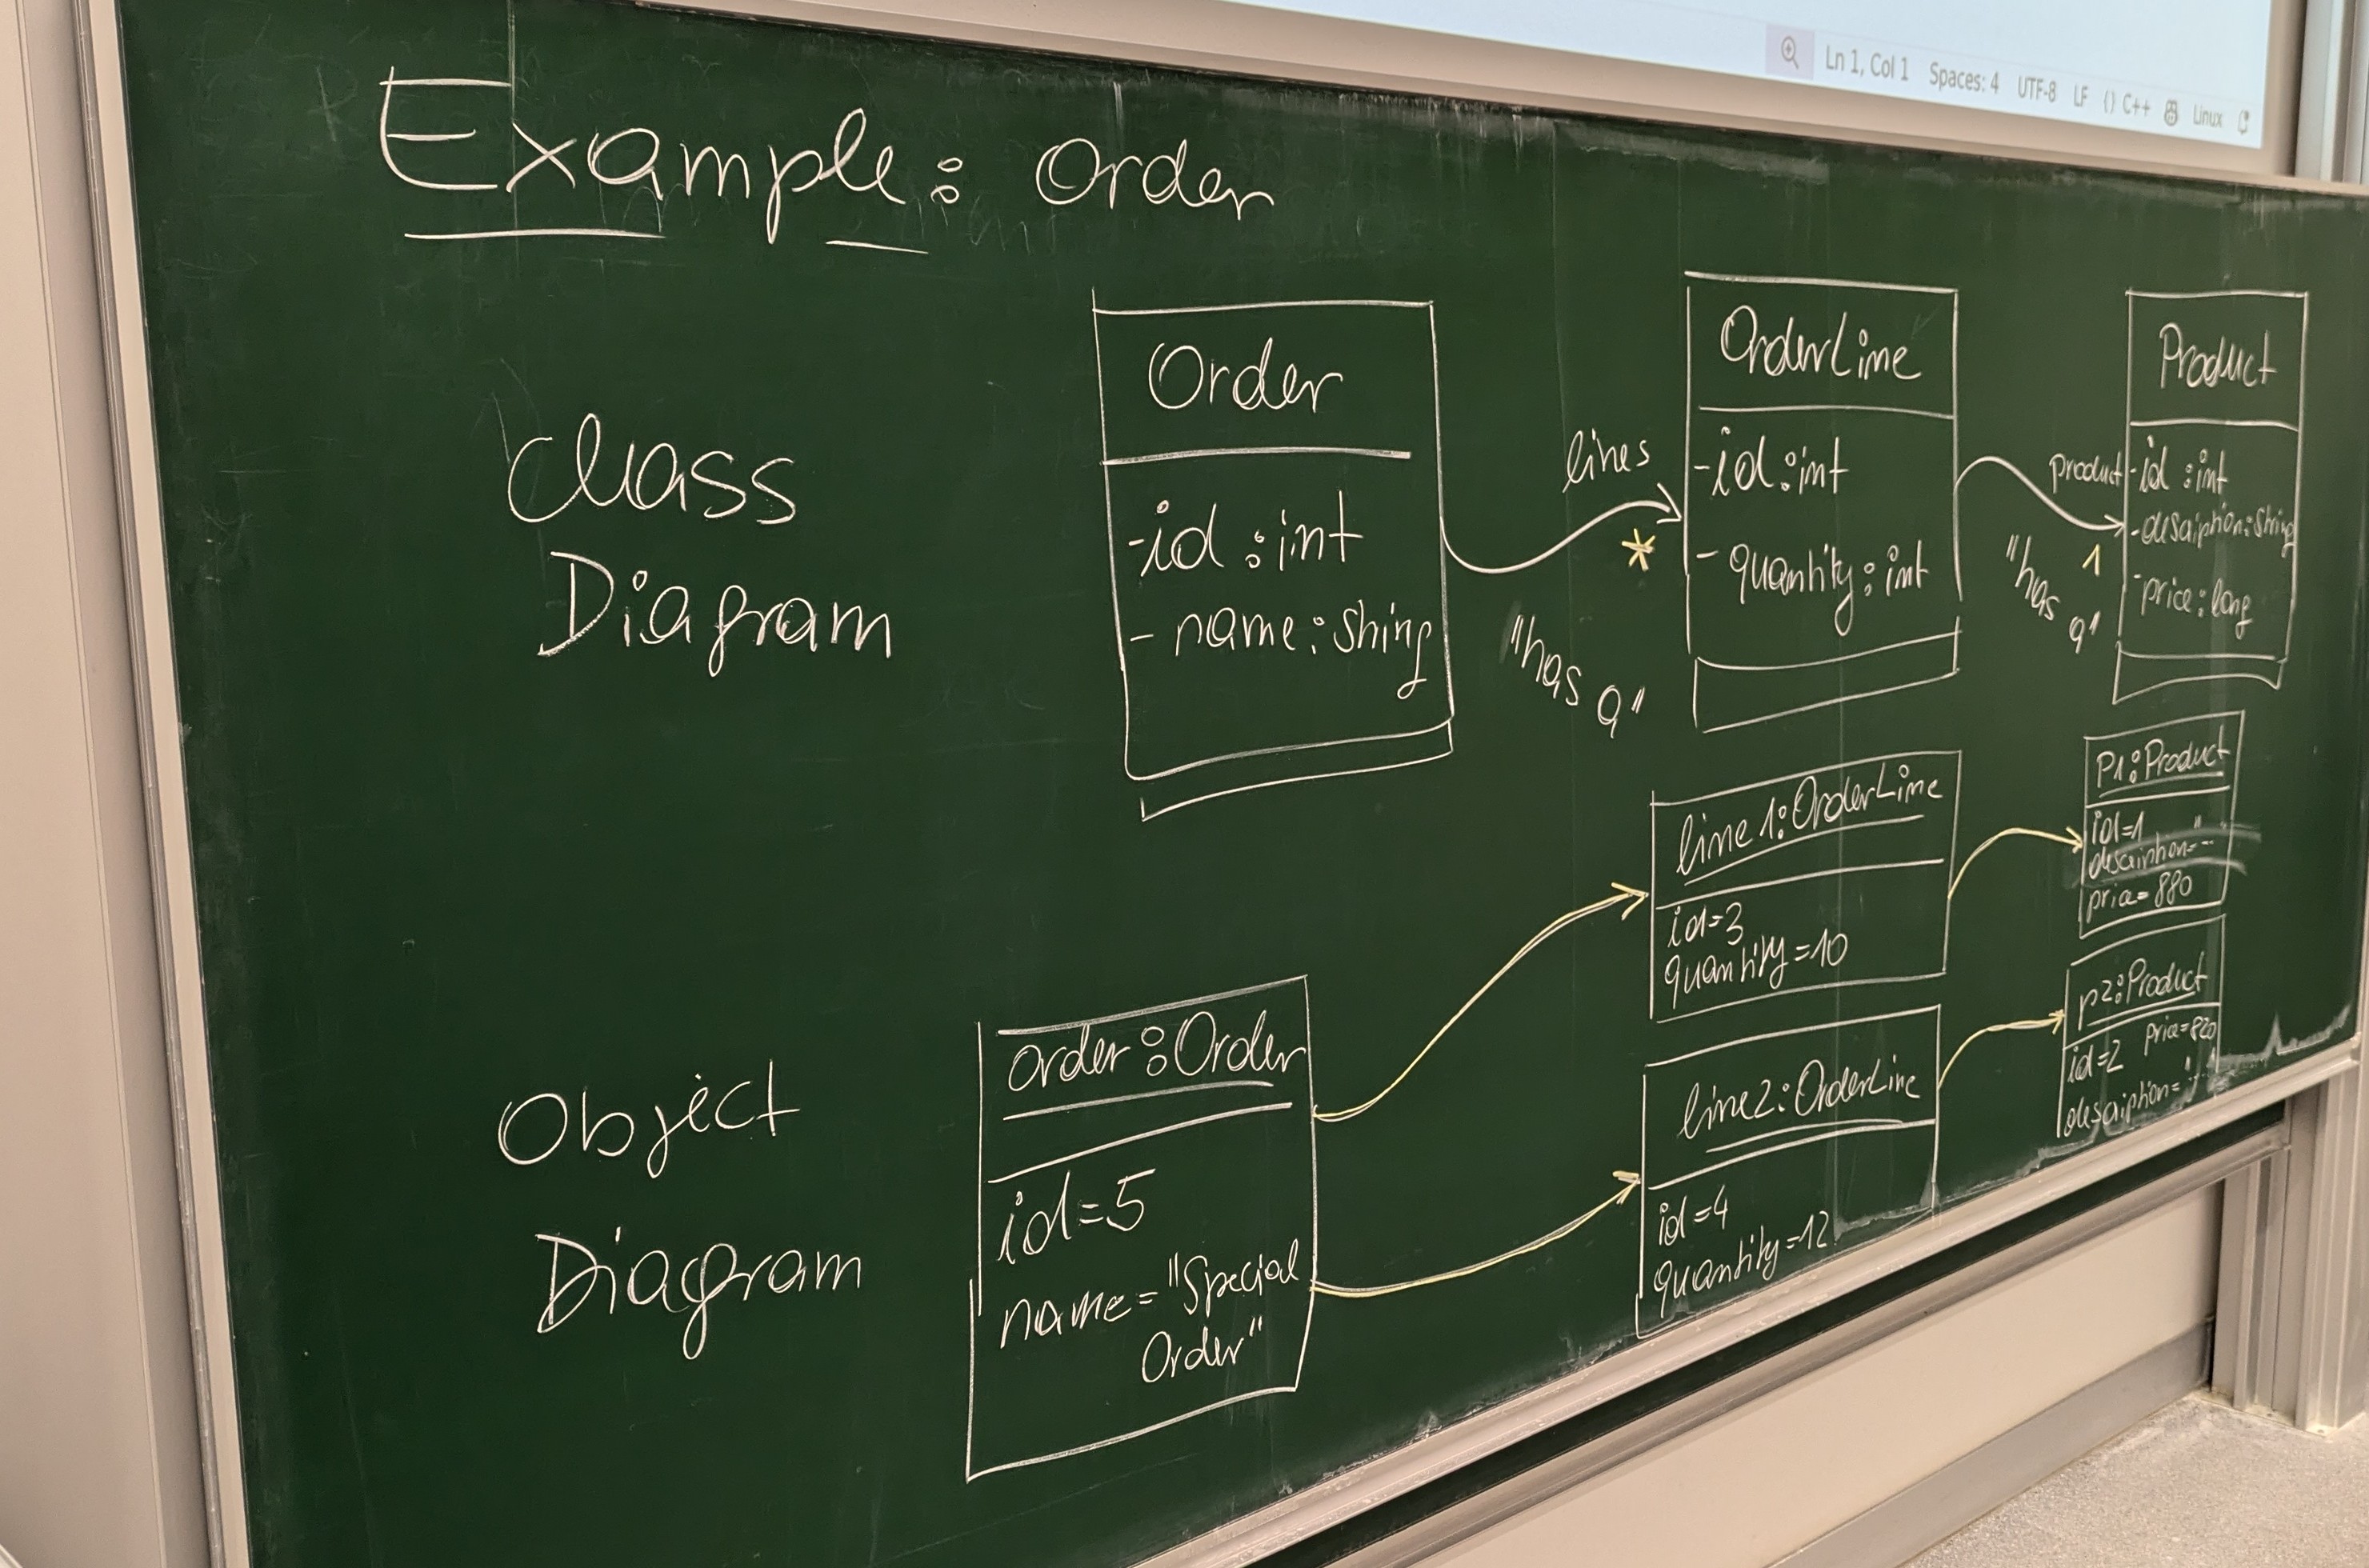 Ln 1, Col 1 Spaces: 4 UTF-8 LF {} C++ Linux
Example: Order
Class
Diagram
Order
-id:int
- name:String
lines
*
"has a"
OrderLine
-id:int
- quantity:int
product
1
"has a"
Product
-id:int
-description:String
-price:long
Object
Diagram
order:Order
id=5
name="Special
Order"
line1:OrderLine
id=3
quantity=10
line2:OrderLine
id=4
quantity=12
P1:Product
id=1
description="..."
price=880
p2:Product
price=820
id=2
description="..."